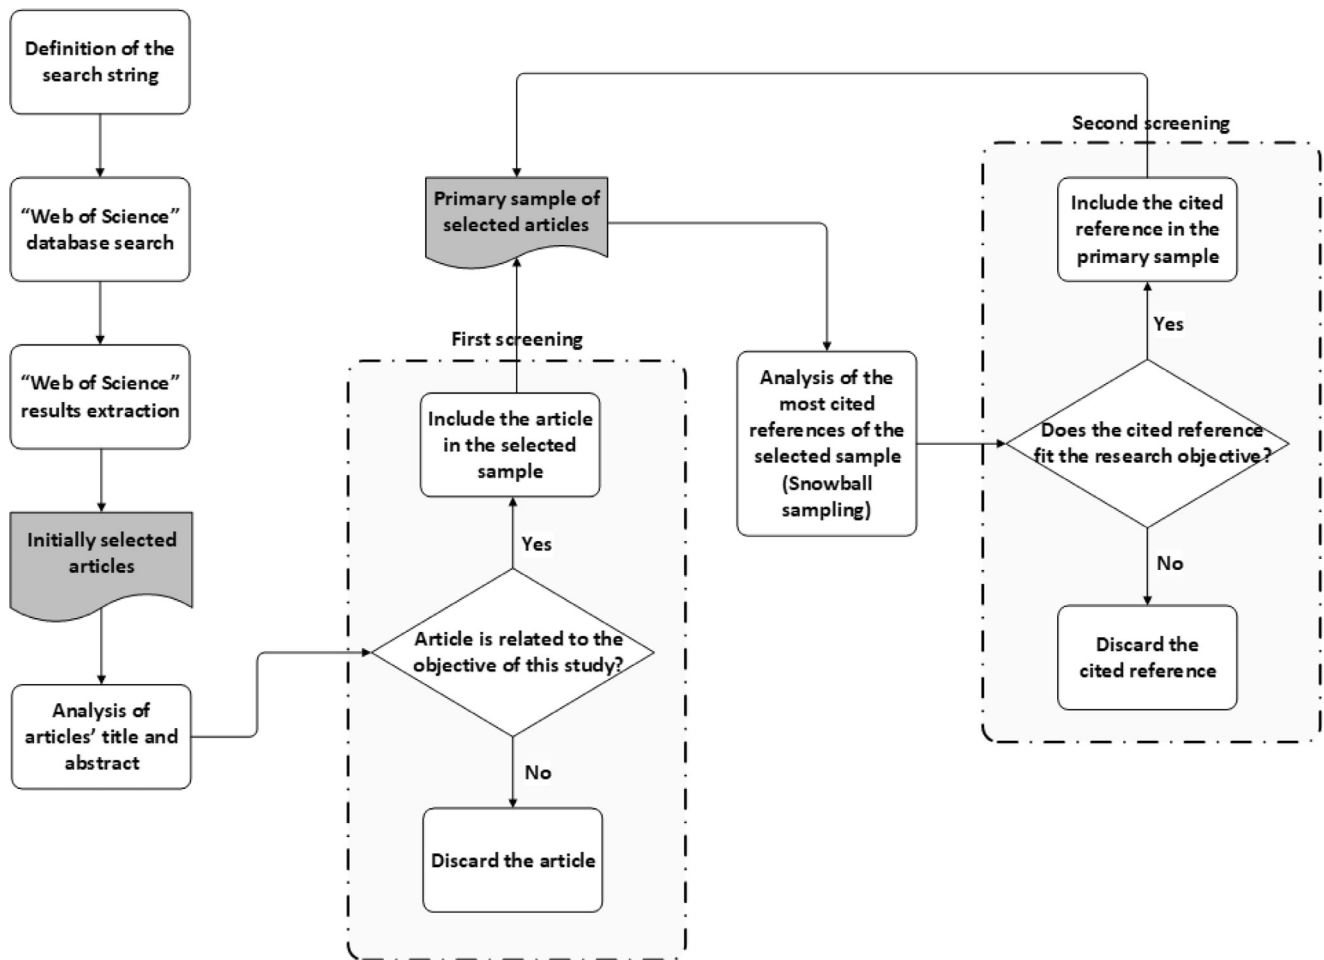 Definition of the
search string
“Web of Science”
database search
“Web of Science”
results extraction
Initially selected
articles
Analysis of
articles’ title and
abstract
First screening
Include the article
in the selected
sample
Yes
Article is related to the
objective of this study?
No
Discard the article
Primary sample of
selected articles
Analysis of the
most cited
references of the
selected sample
(Snowball
sampling)
Second screening
Include the cited
reference in the
primary sample
Yes
Does the cited reference
fit the research objective?
No
Discard the
cited reference